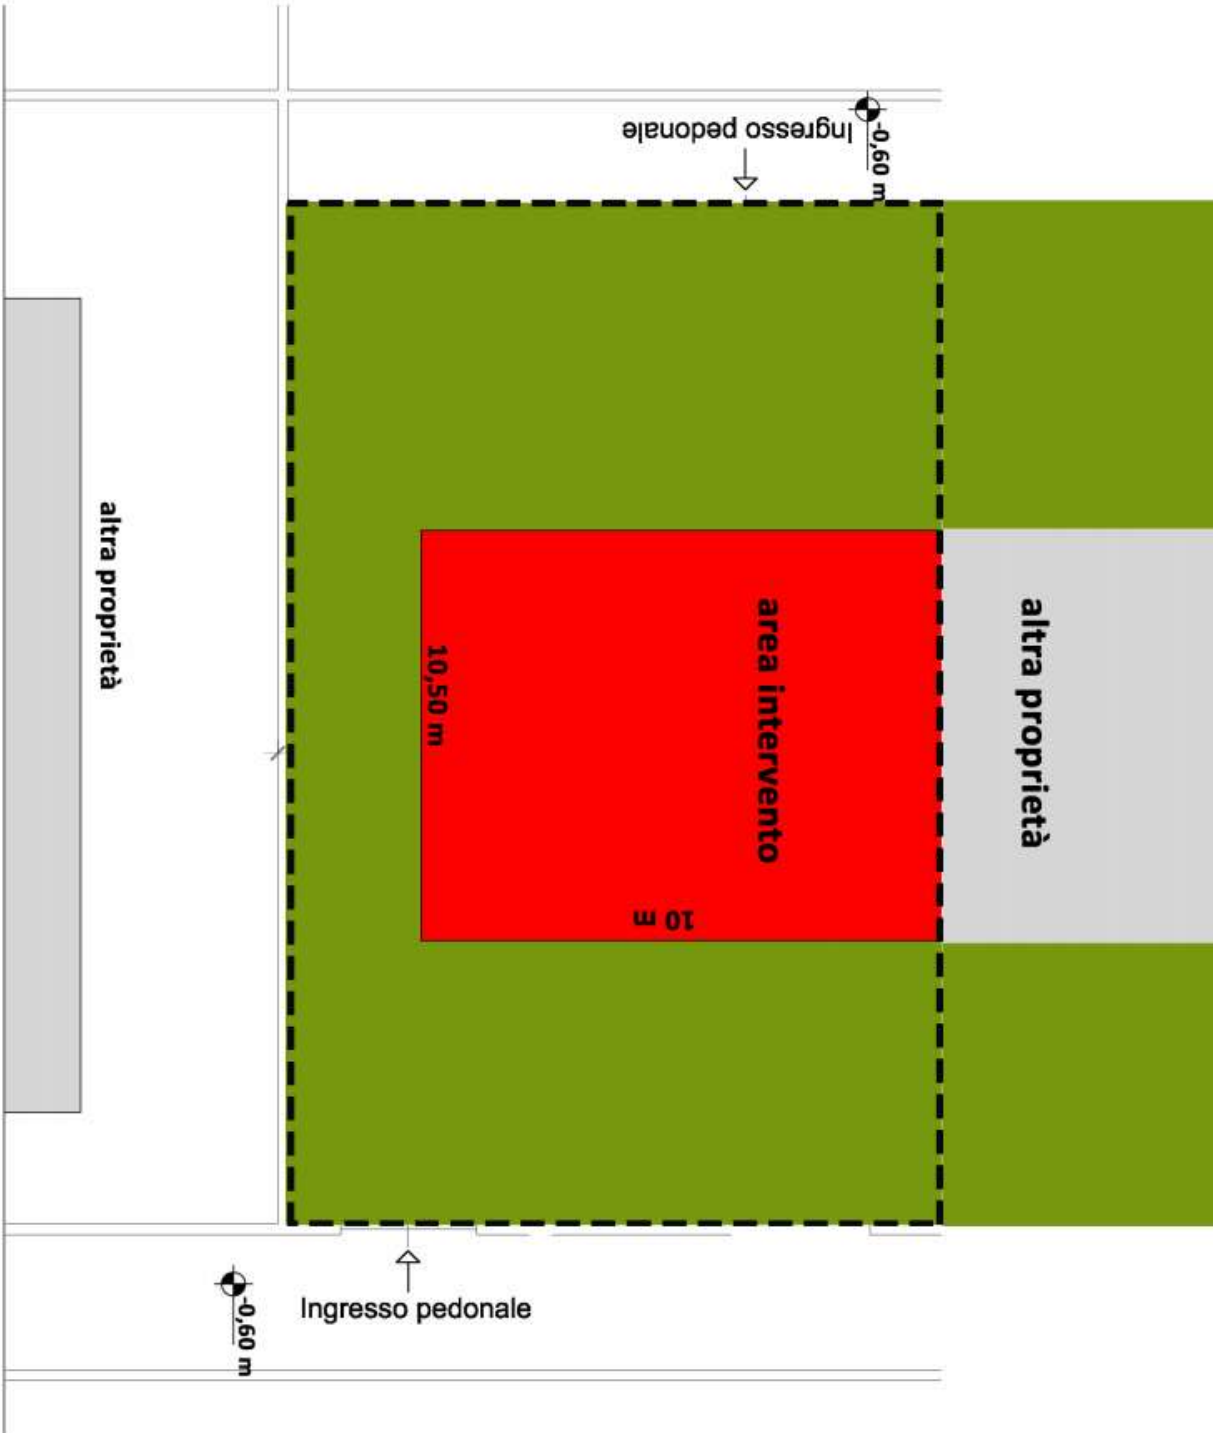 Ingresso pedonale
-0,60 m
altra proprietà
area intervento
altra proprietà
10,50 m
10 m
Ingresso pedonale
-0,60 m